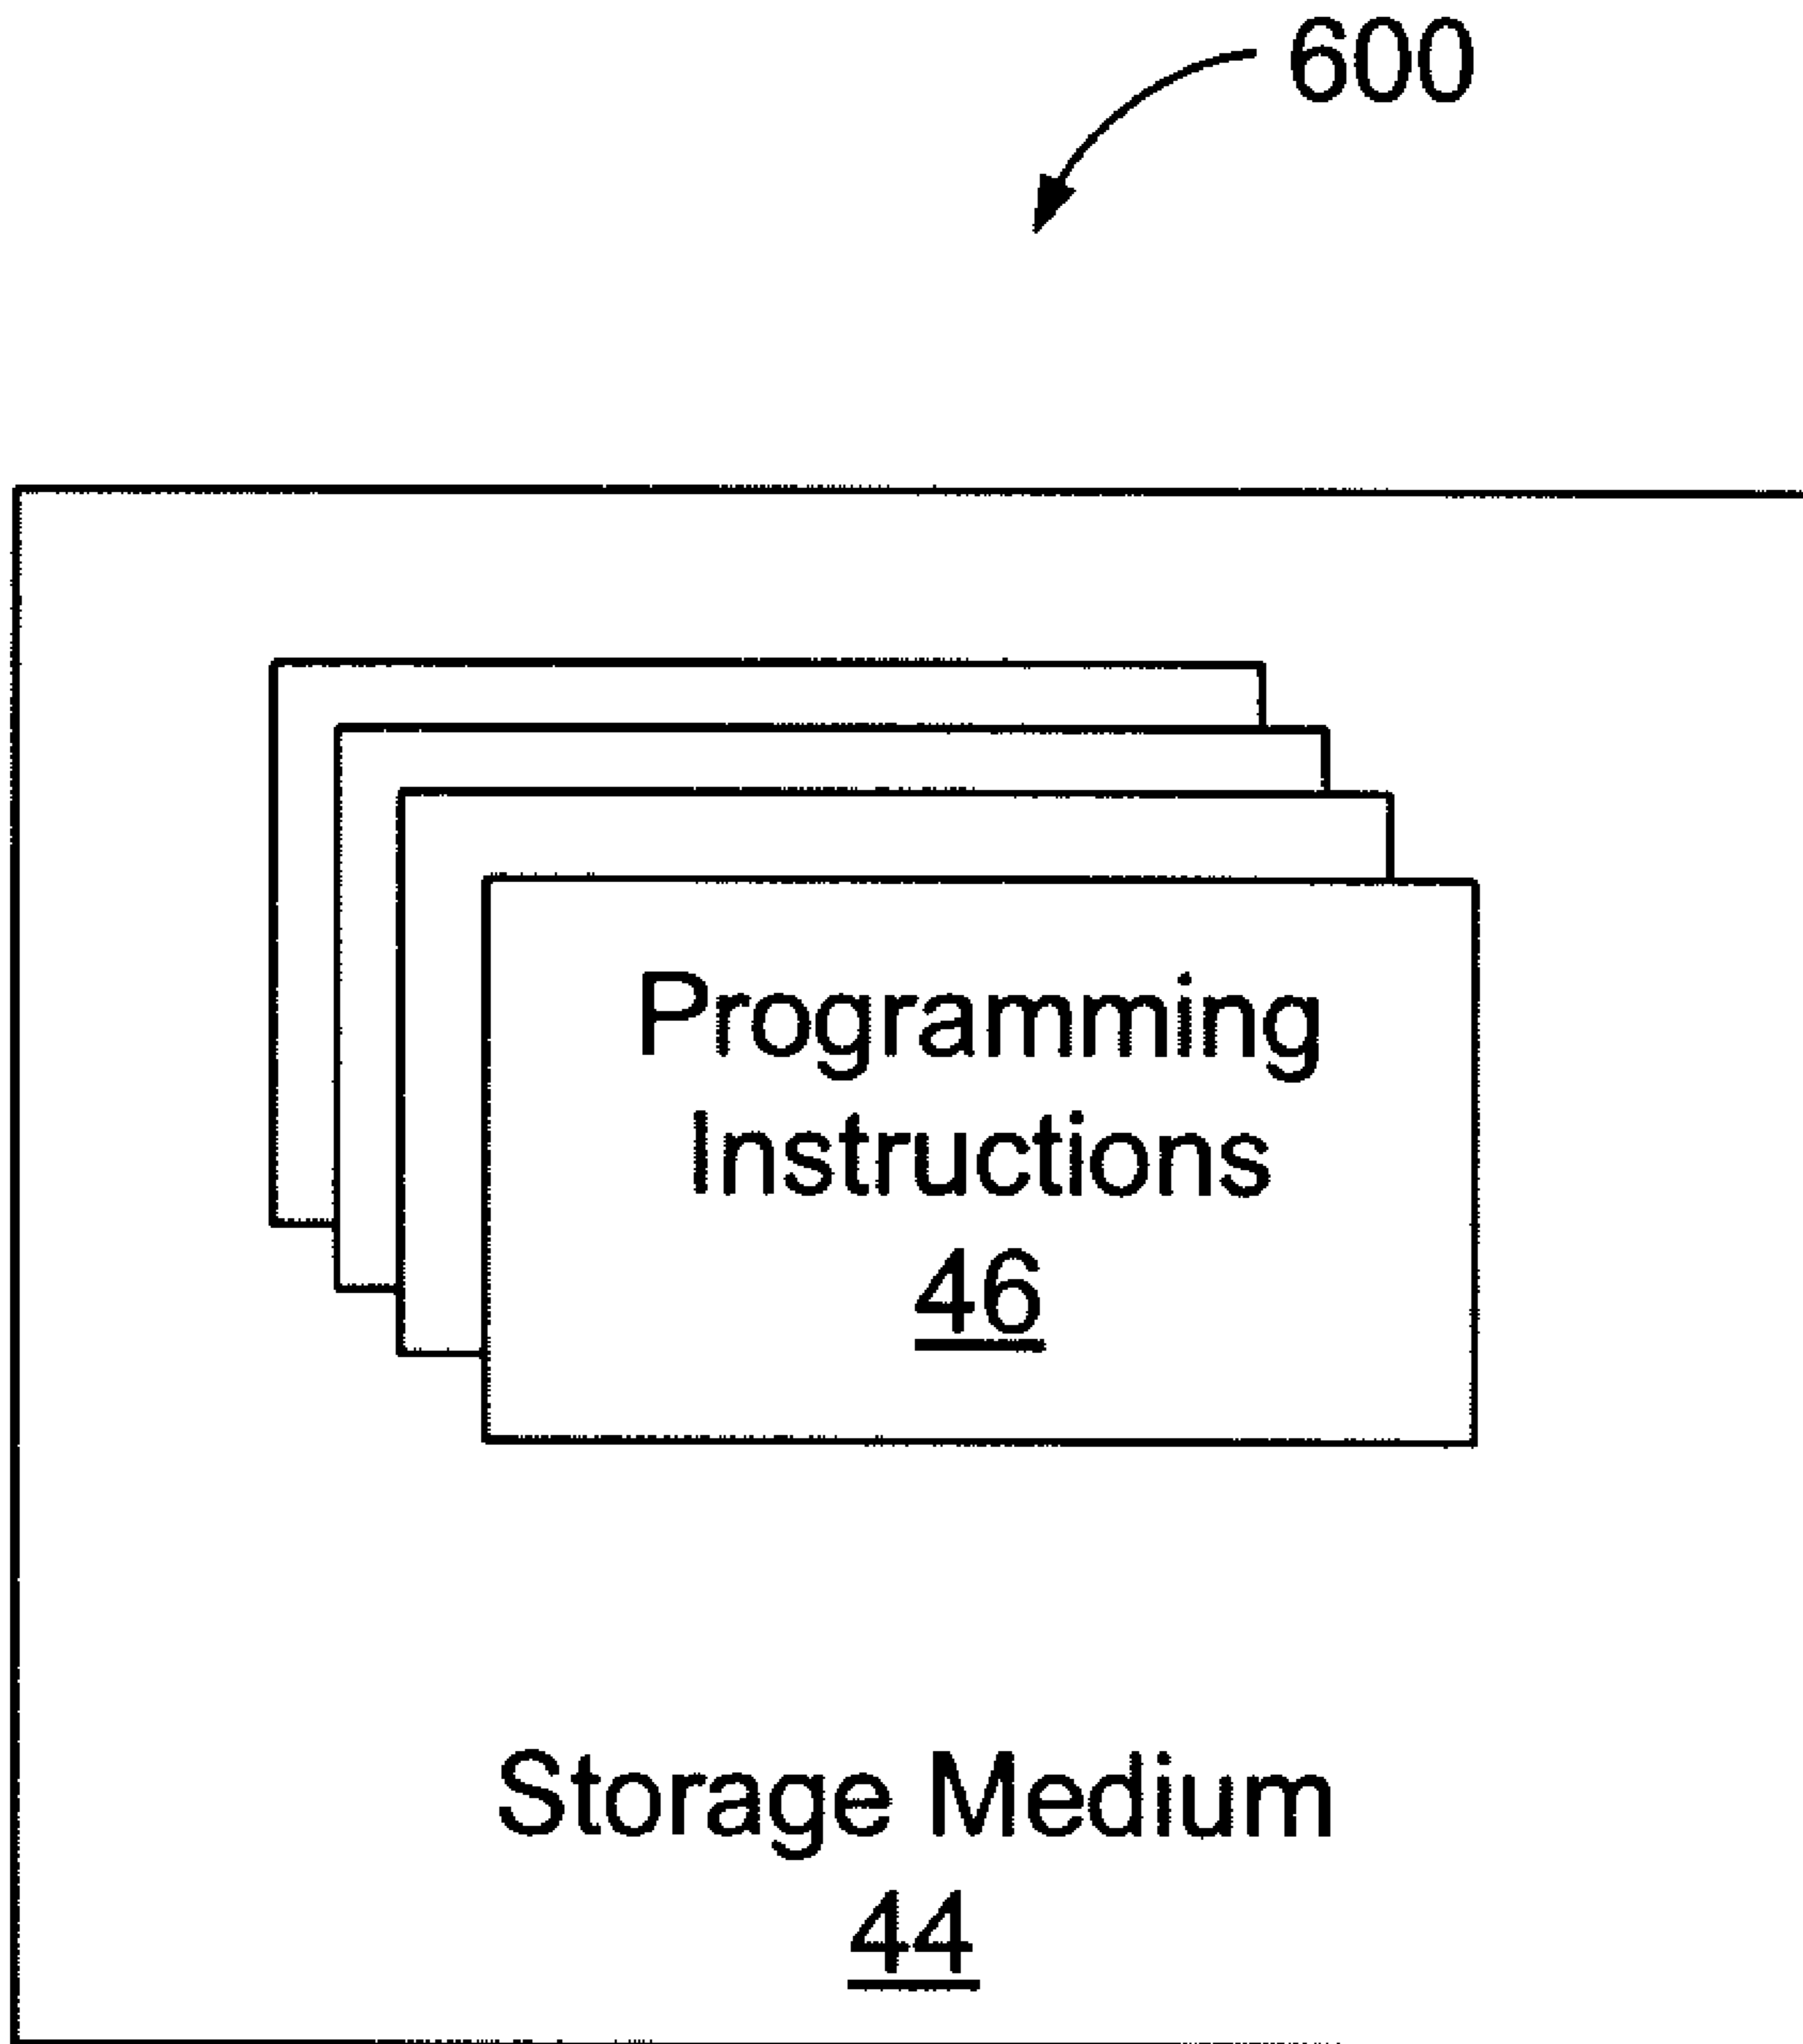 600
Programming
Instructions
46
Storage Medium
44